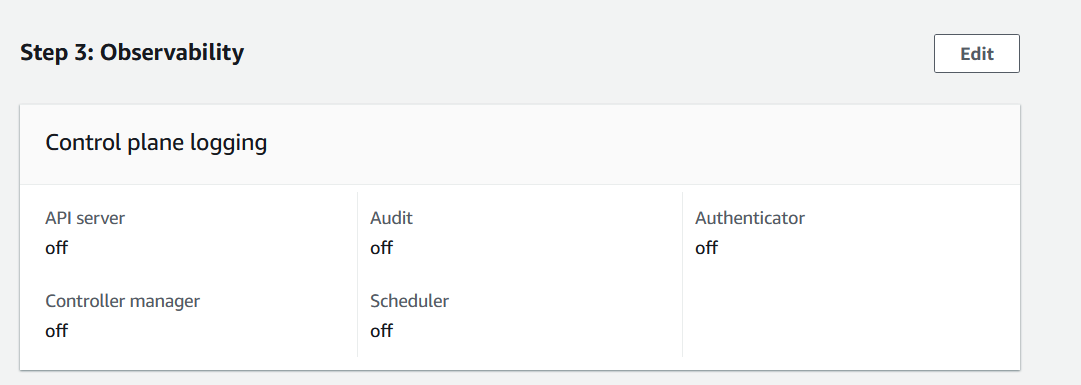 Step 3: Observability
Edit
Control plane logging
API server
off
Audit
off
Authenticator
off
Controller manager
off
Scheduler
off